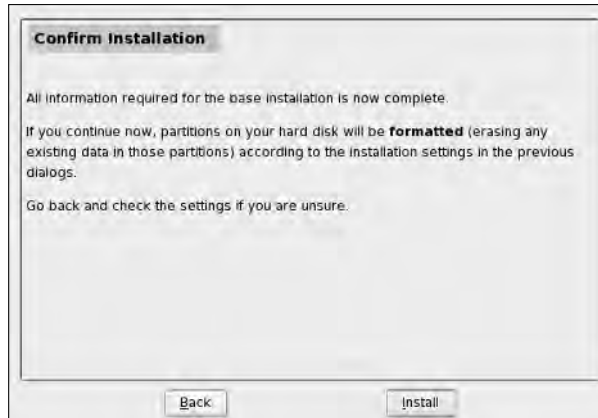 Confirm Installation
All information required for the base installation is now complete.
If you continue now, partitions on your hard disk will be formatted (erasing any
existing data in those partitions) according to the installation settings in the previous
dialogs.
Go back and check the settings if you are unsure.
Back
Install